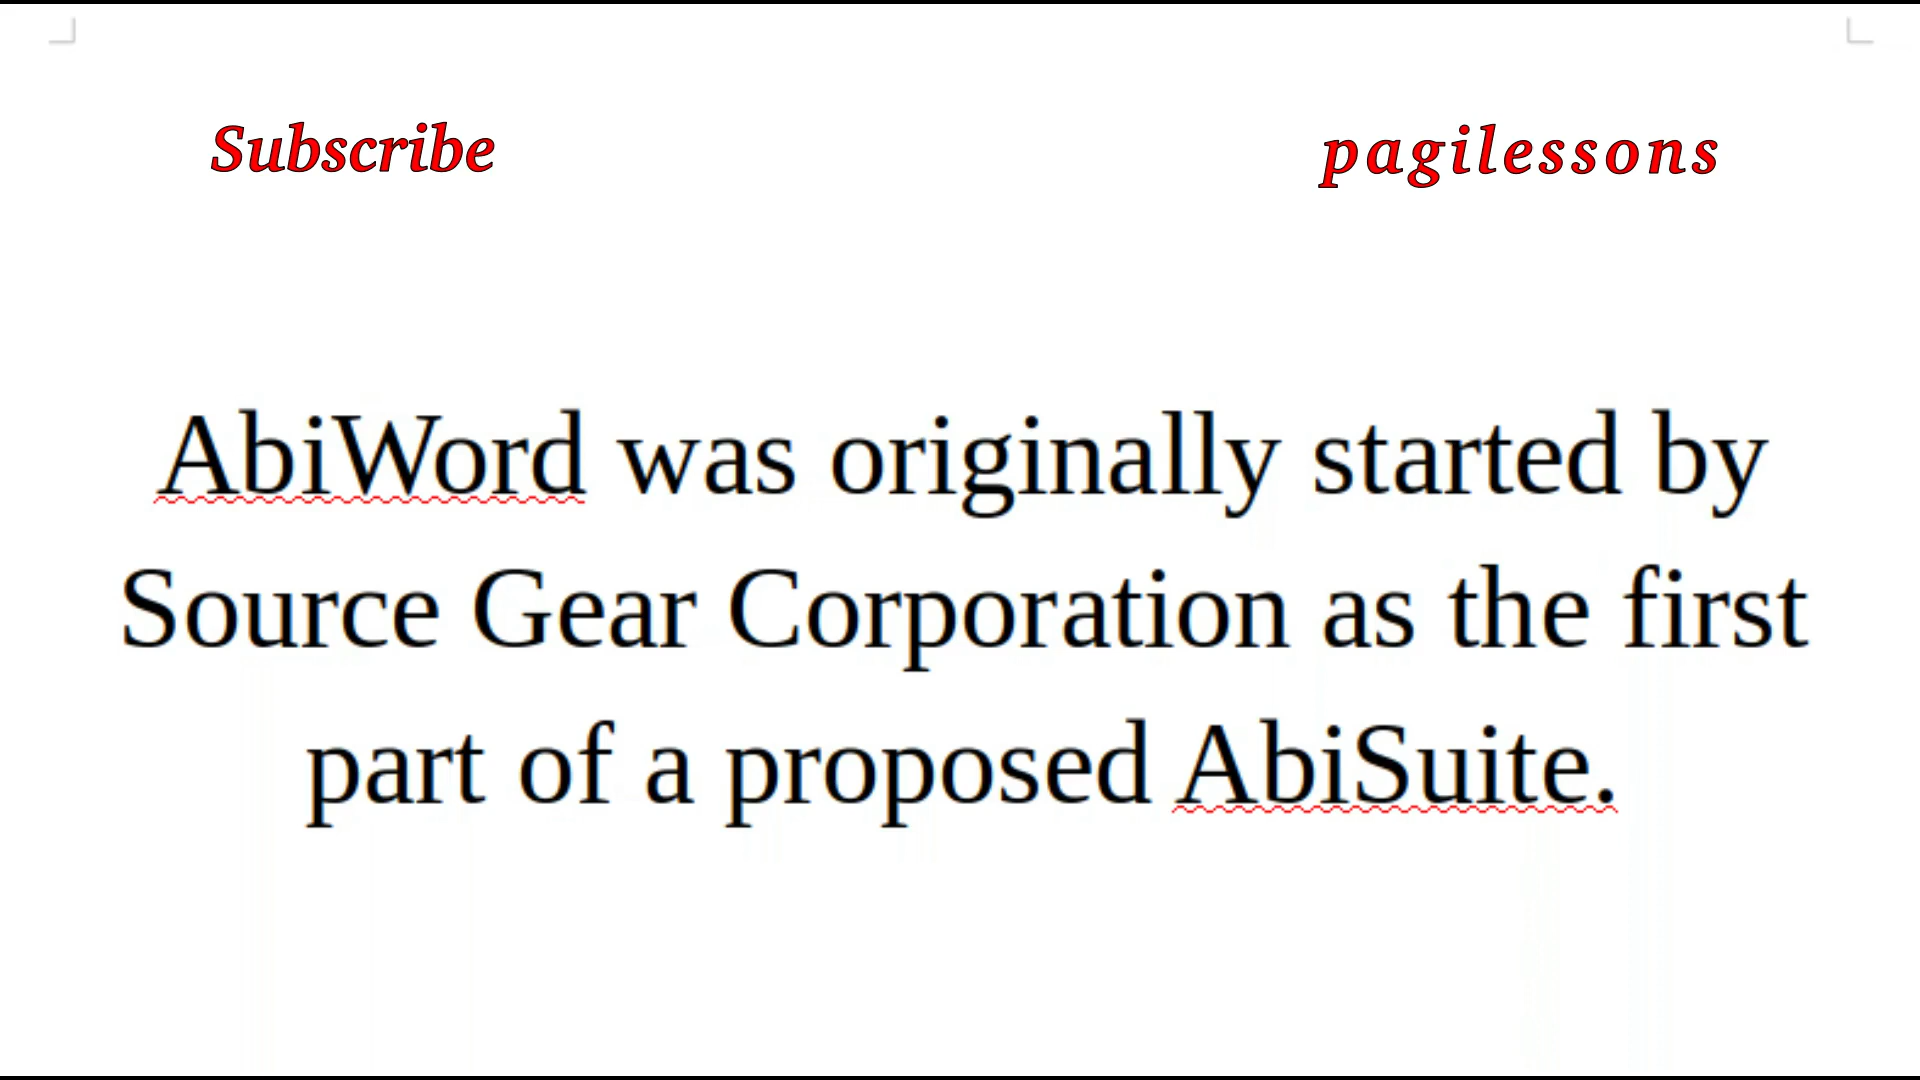 Subscribe
pagilessons
AbiWord was originally started by
Source Gear Corporation as the first
part of a proposed AbiSuite.